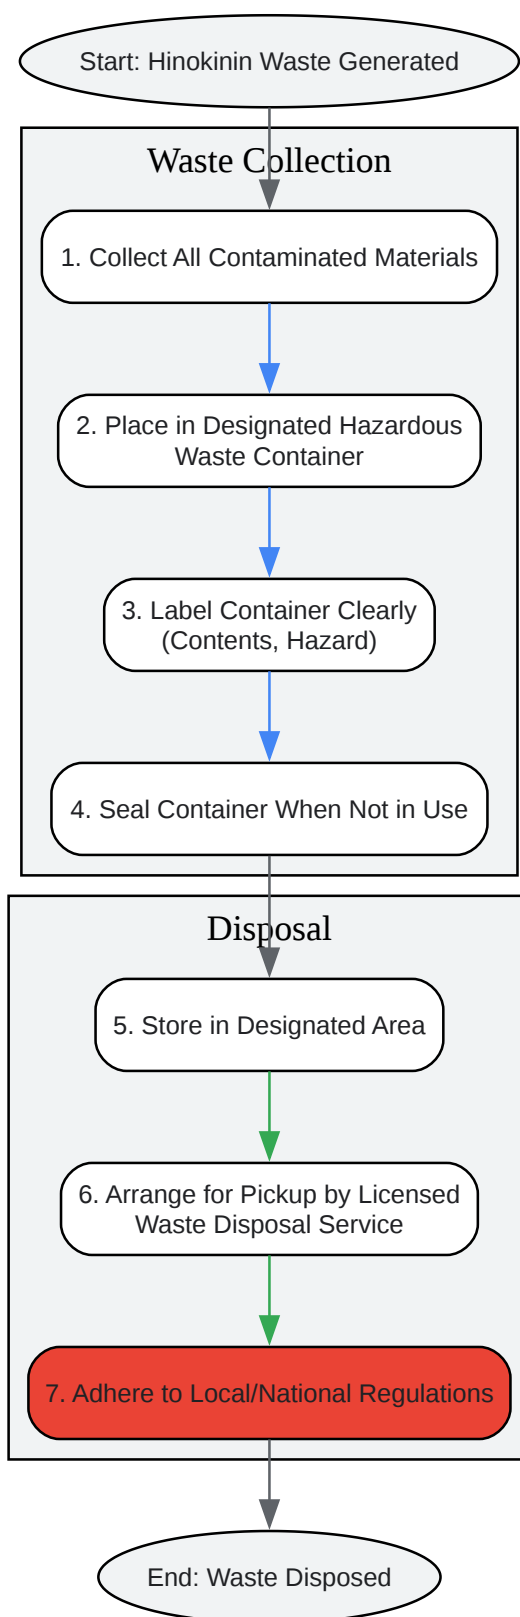 Start: Hinokinin Waste Generated
Waste Collection
1. Collect All Contaminated Materials
2. Place in Designated Hazardous
Waste Container
3. Label Container Clearly
(Contents, Hazard)
4. Seal Container When Not in Use
Disposal
5. Store in Designated Area
6. Arrange for Pickup by Licensed
Waste Disposal Service
7. Adhere to Local/National Regulations
End: Waste Disposed